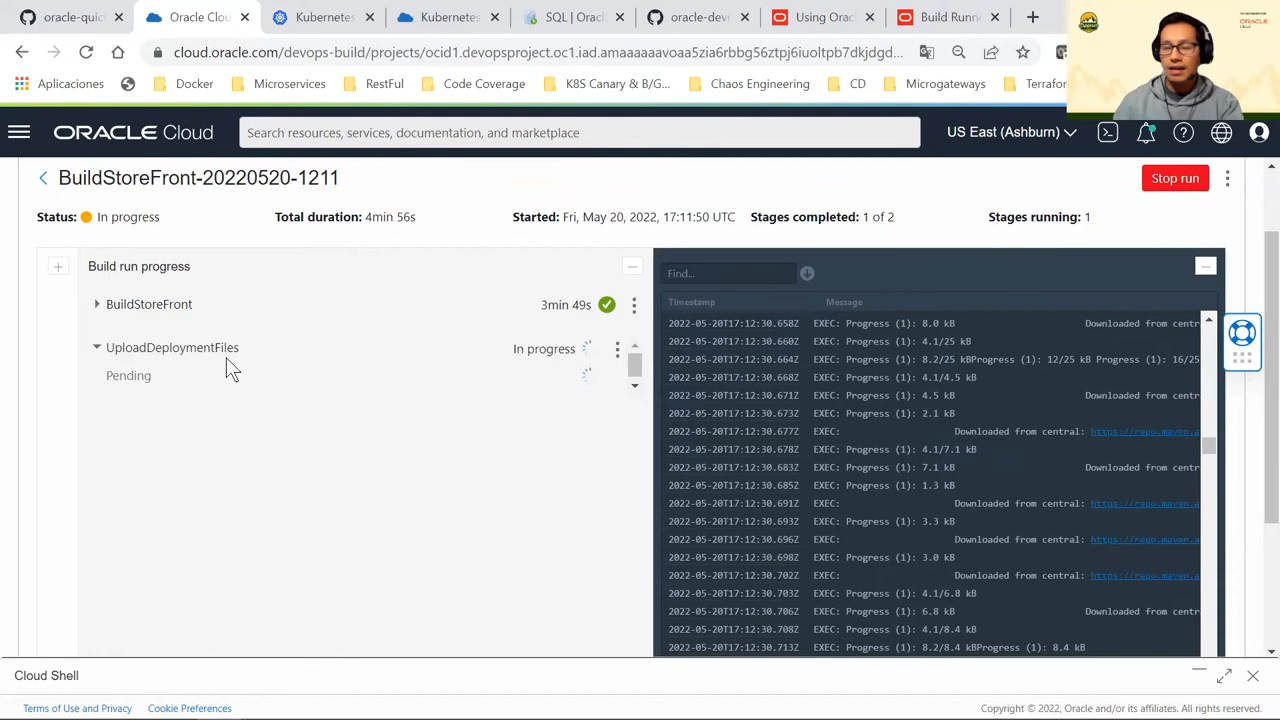 oracle-quic
Oracle Clou
Kubernetes
Kubernetes
Oracl
oracle-dev
Using Orac
Build Runn
cloud.oracle.com/devops-build/projects/ocid1.devopsproject.oc1.iad.amaaaaaavoaa5zia6rbbg56ztpj6iuoltpb7dkjdgd...
Aplicaciones
Docker
Microservices
RestFul
K8S Canary & B/G...
Chaos Engineering
CD
Microgateways
Terrafo
ORACLE Cloud
Search resources, services, documentation, and marketplace
US East (Ashburn)
BuildStoreFront-20220520-1211
Stop run
Status: In progress
Total duration: 4min 56s
Started: Fri, May 20, 2022, 17:11:50 UTC
Stages completed: 1 of 2
Stages running: 1
Build run progress
BuildStoreFront
3min 49s
UploadDeploymentFiles
In progress
Pending
Find...
Timestamp Message
2022-05-20T17:12:30.658Z EXEC: Progress (1): 8.0 kB Downloaded from centr
2022-05-20T17:12:30.660Z EXEC: Progress (1): 4.1/25 kB
2022-05-20T17:12:30.668Z EXEC: Progress (1): 8.2/25 kBProgress (1): 12/25 kB Progress (1): 16/25
2022-05-20T17:12:30.668Z EXEC: Progress (1): 4.1/4.5 kB
2022-05-20T17:12:30.671Z EXEC: Progress (1): 4.5 kB Downloaded from centr
2022-05-20T17:12:30.673Z EXEC: Progress (1): 2.1 kB
2022-05-20T17:12:30.677Z EXEC: Downloaded from central: https://repo.maven.a
2022-05-20T17:12:30.678Z EXEC: Progress (1): 4.1/7.1 kB
2022-05-20T17:12:30.683Z EXEC: Progress (1): 7.1 kB Downloaded from centr
2022-05-20T17:12:30.685Z EXEC: Progress (1): 1.3 kB
2022-05-20T17:12:30.691Z EXEC: Downloaded from central: https://repo.maven.a
2022-05-20T17:12:30.693Z EXEC: Progress (1): 3.3 kB
2022-05-20T17:12:30.696Z EXEC: Downloaded from central: https://repo.maven.a
2022-05-20T17:12:30.698Z EXEC: Progress (1): 3.0 kB
2022-05-20T17:12:30.702Z EXEC: Downloaded from central: https://repo.maven.a
2022-05-20T17:12:30.703Z EXEC: Progress (1): 4.1/6.8 kB
2022-05-20T17:12:30.706Z EXEC: Progress (1): 6.8 kB Downloaded from centr
2022-05-20T17:12:30.708Z EXEC: Progress (1): 4.1/8.4 kB
2022-05-20T17:12:30.713Z EXEC: Progress (1): 8.2/8.4 kBProgress (1): 8.4 kB
Cloud Shell
Terms of Use and Privacy
Cookie Preferences
Copyright © 2022, Oracle and/or its affiliates. All rights reserved.